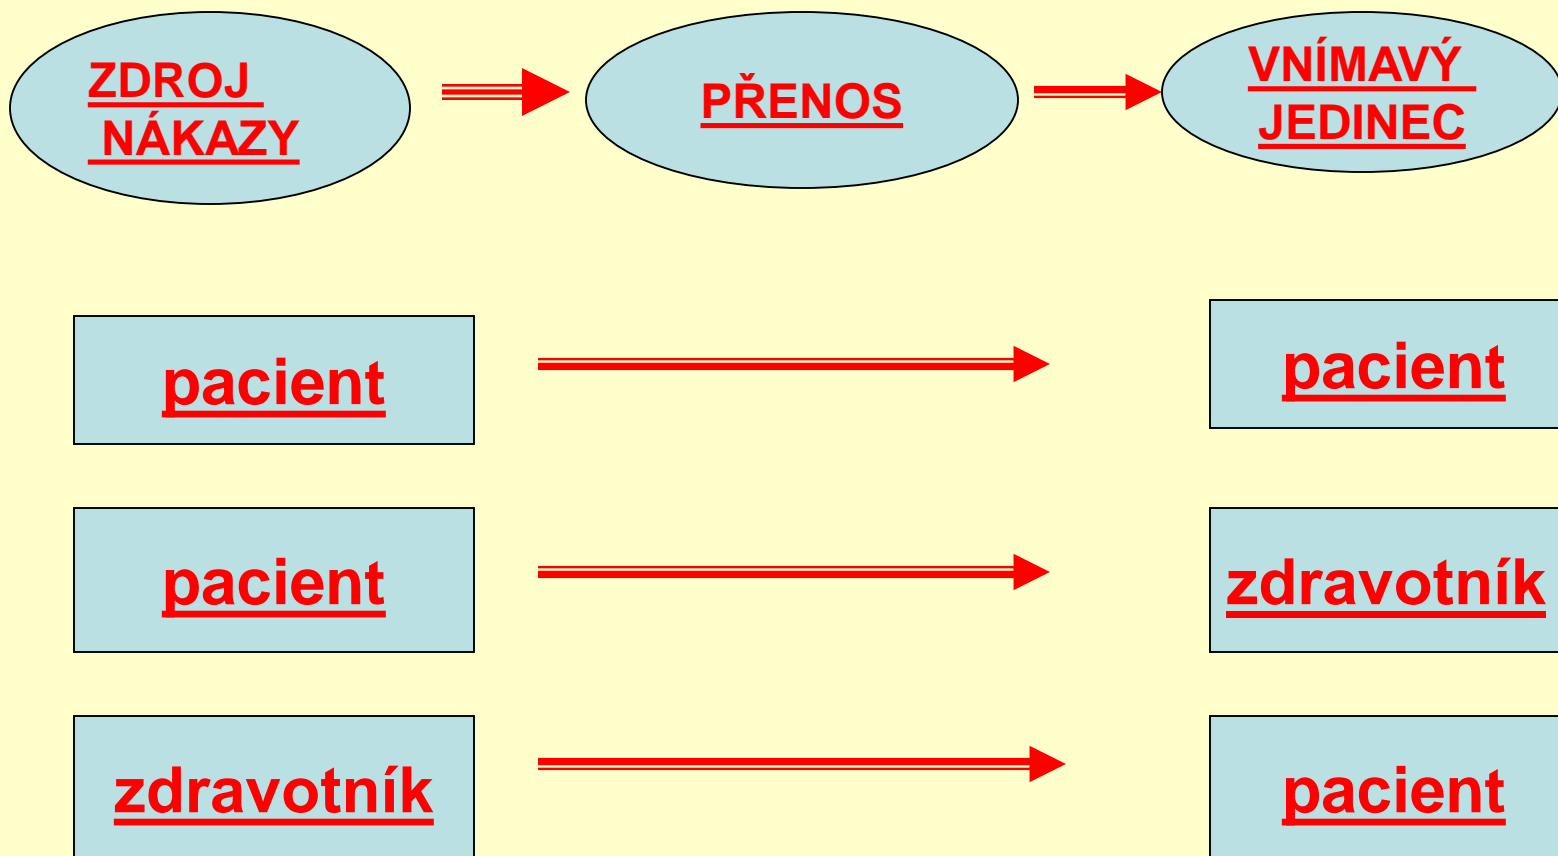 ZDROJ
NÁKAZY
PŘENOS
VNÍMAVÝ
JEDINEC
pacient
pacient
pacient
zdravotník
zdravotník
pacient